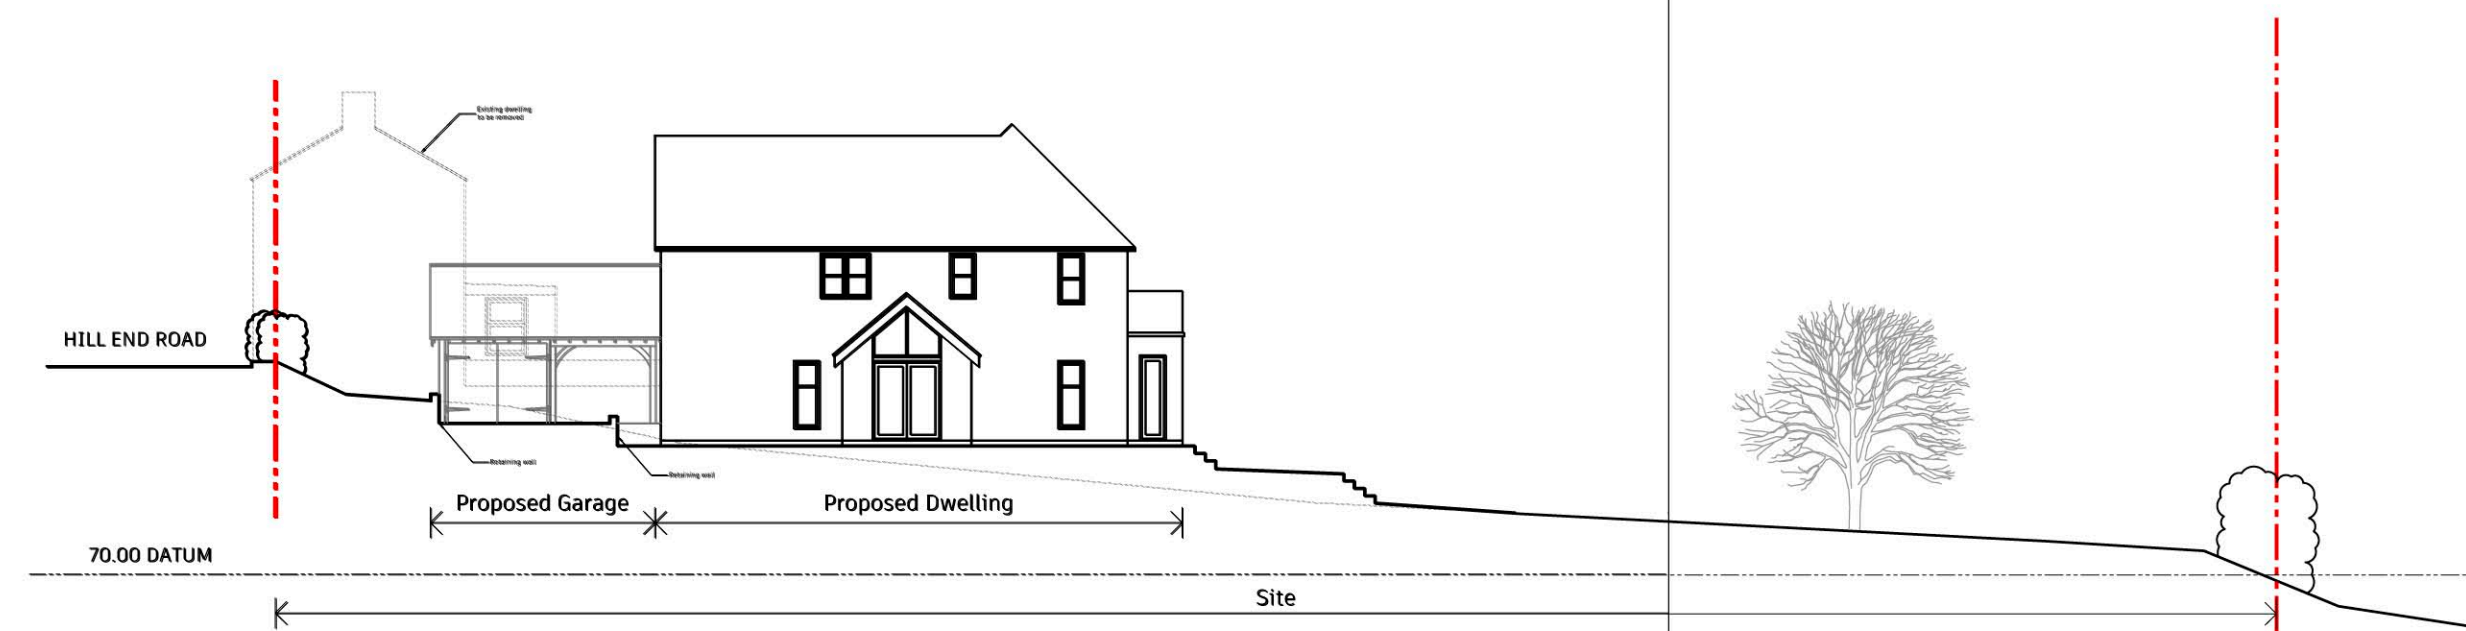 Existing dwelling
to be removed
HILL END ROAD
Retaining wall
Retaining wall
Proposed Garage
Proposed Dwelling
70.00 DATUM
Site